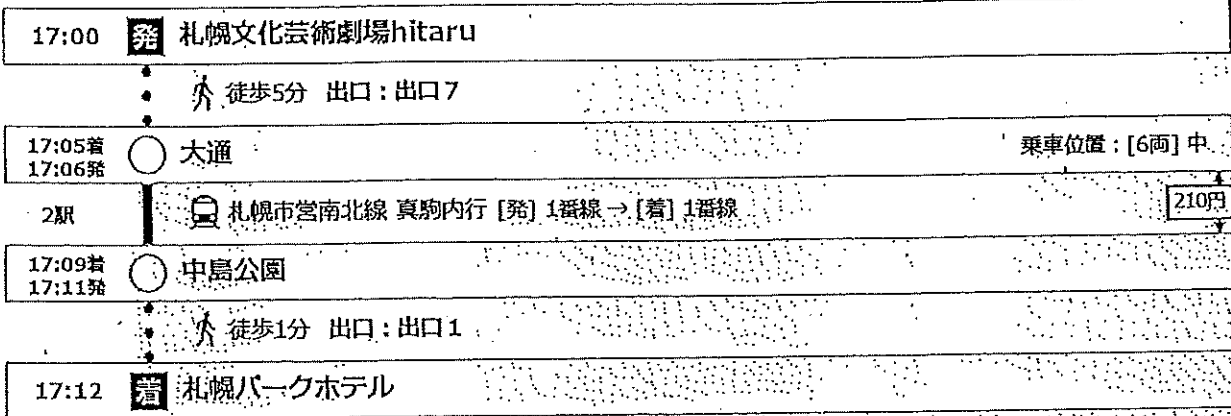 17:00 発 札幌文化芸術劇場hitaru
徒歩5分 出口：出口7
17:05着
17:06発
大通
乗車位置：[6両] 中
2駅
札幌市営南北線 真駒内行 [発] 1番線 → [着] 1番線
210円
17:09着
17:11発
中島公園
徒歩1分 出口：出口1
17:12 着 札幌パークホテル